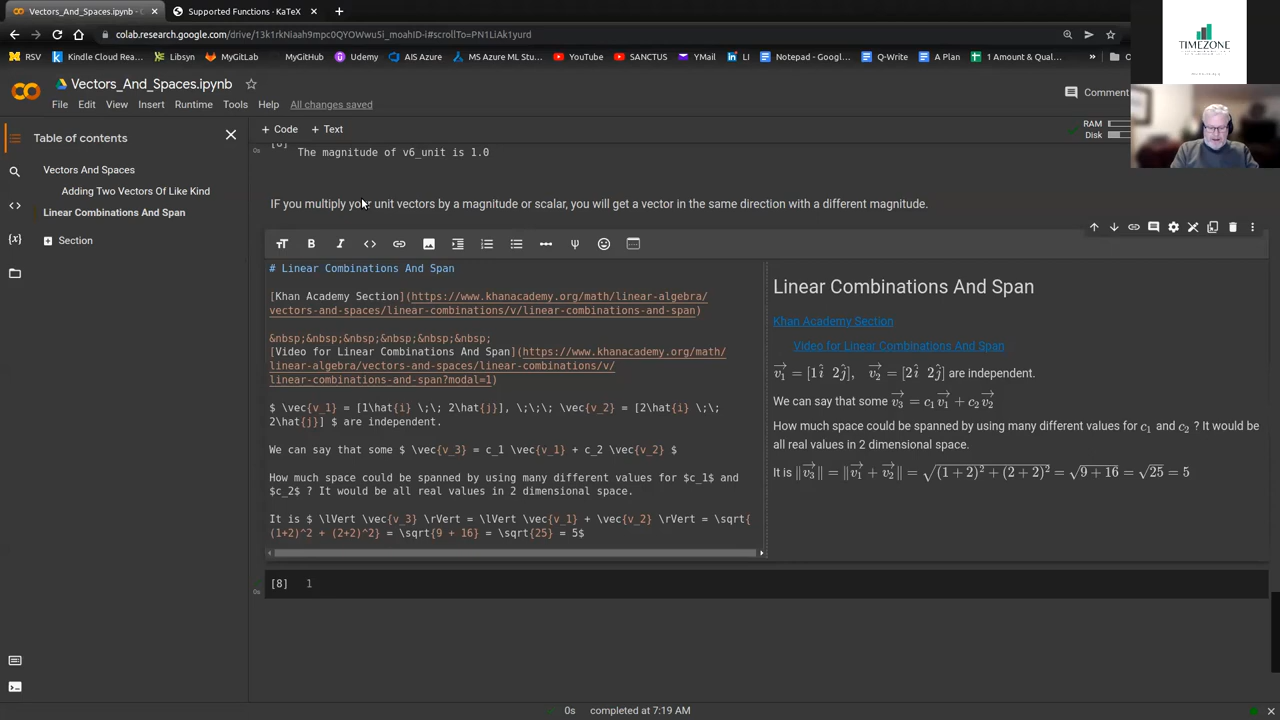 Vectors_And_Spaces.ipynb - C
Supported Functions - KaTeX
colab.research.google.com/drive/13k1rkNiaah9mpc0QYOWwu5i_moahID-i#scrollTo=PN1LiAk1yurd
RSV
Kindle Cloud Rea...
Libsyn
MyGitLab
MyGitHub
Udemy
AIS Azure
MS Azure ML Stu...
YouTube
SANCTUS
YMail
LI
Notepad - Googl...
Q-Write
A Plan
1 Amount & Qual...
»
TIMEZONE
Vectors_And_Spaces.ipynb
File Edit View Insert Runtime Tools Help All changes saved
Comment
Table of contents
+ Code + Text
RAM
Disk
Vectors And Spaces
Adding Two Vectors Of Like Kind
Linear Combinations And Span
Section
0s
The magnitude of v6_unit is 1.0
IF you multiply your unit vectors by a magnitude or scalar, you will get a vector in the same direction with a different magnitude.
# Linear Combinations And Span
[Khan Academy Section](https://www.khanacademy.org/math/linear-algebra/
vectors-and-spaces/linear-combinations/v/linear-combinations-and-span)
&nbsp;&nbsp;&nbsp;&nbsp;&nbsp;&nbsp;
[Video for Linear Combinations And Span](https://www.khanacademy.org/math/
linear-algebra/vectors-and-spaces/linear-combinations/v/
linear-combinations-and-span?modal=1)
$ \vec{v_1} = [1\hat{i} \;\; 2\hat{j}], \;\;\; \vec{v_2} = [2\hat{i} \;\;
2\hat{j}] $ are independent.
We can say that some $ \vec{v_3} = c_1 \vec{v_1} + c_2 \vec{v_2} $
How much space could be spanned by using many different values for $c_1$ and
$c_2$ ? It would be all real values in 2 dimensional space.
It is $ \lVert \vec{v_3} \rVert = \lVert \vec{v_1} + \vec{v_2} \rVert = \sqrt{
(1+2)^2 + (2+2)^2} = \sqrt{9 + 16} = \sqrt{25} = 5$
Linear Combinations And Span
Khan Academy Section
Video for Linear Combinations And Span
v₁ = [1î 2ĵ], v₂ = [2î 2ĵ] are independent.
We can say that some v₃ = c₁v₁ + c₂v₂
How much space could be spanned by using many different values for c₁ and c₂ ? It would be
all real values in 2 dimensional space.
It is ‖v₃‖ = ‖v₁ + v₂‖ = √(1 + 2)² + (2 + 2)² = √9 + 16 = √25 = 5
[8] 1
0s
0s completed at 7:19 AM